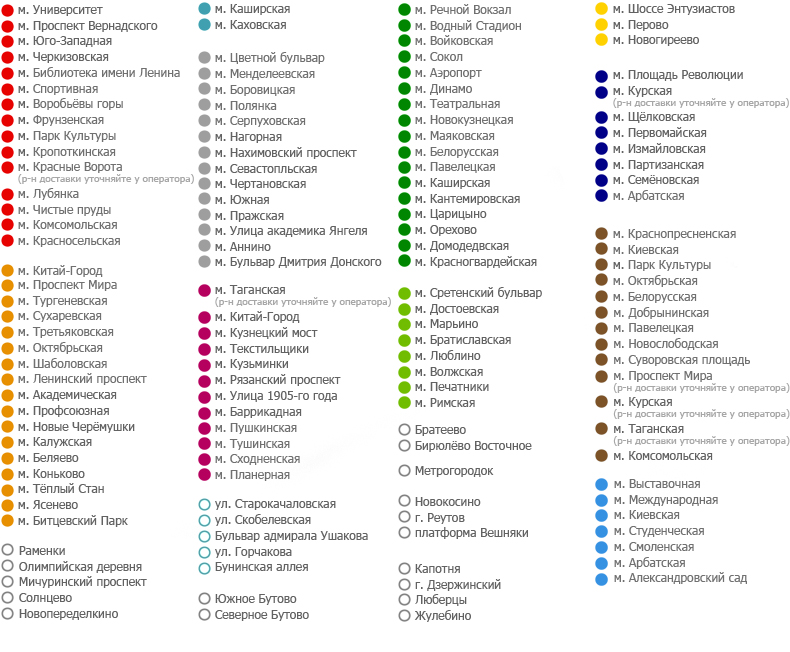 м. Университет
м. Проспект Вернадского
м. Юго-Западная
м. Черкизовская
м. Библиотека имени Ленина
м. Спортивная
м. Воробьёвы горы
м. Фрунзенская
м. Парк Культуры
м. Кропоткинская
м. Красные Ворота
(р-н доставки уточняйте у оператора)
м. Лубянка
м. Чистые пруды
м. Комсомольская
м. Красносельская
м. Китай-Город
м. Проспект Мира
м. Тургеневская
м. Сухаревская
м. Третьяковская
м. Октябрьская
м. Шаболовская
м. Ленинский проспект
м. Академическая
м. Профсоюзная
м. Новые Черёмушки
м. Калужская
м. Беляево
м. Коньково
м. Тёплый Стан
м. Ясенево
м. Битцевский Парк
Раменки
Олимпийская деревня
Мичуринский проспект
Солнцево
Новопеределкино
м. Каширская
м. Каховская
м. Цветной бульвар
м. Менделеевская
м. Боровицкая
м. Полянка
м. Серпуховская
м. Нагорная
м. Нахимовский проспект
м. Севастопльская
м. Чертановская
м. Южная
м. Пражская
м. Улица академика Янгеля
м. Аннино
м. Бульвар Дмитрия Донского
м. Таганская
(р-н доставки уточняйте у оператора)
м. Китай-Город
м. Кузнецкий мост
м. Текстильщики
м. Кузьминки
м. Рязанский проспект
м. Улица 1905-го года
м. Баррикадная
м. Пушкинская
м. Тушинская
м. Сходненская
м. Планерная
ул. Старокачаловская
ул. Скобелевская
Бульвар адмирала Ушакова
ул. Горчакова
Бунинская аллея
Южное Бутово
Северное Бутово
м. Речной Вокзал
м. Водный Стадион
м. Войковская
м. Сокол
м. Аэропорт
м. Динамо
м. Театральная
м. Новокузнецкая
м. Маяковская
м. Белорусская
м. Павелецкая
м. Каширская
м. Кантемировская
м. Царицыно
м. Орехово
м. Домодедвская
м. Красногвардейская
м. Сретенский бульвар
м. Достоевская
м. Марьино
м. Братиславская
м. Люблино
м. Волжская
м. Печатники
м. Римская
Братеево
Бирюлёво Восточное
Метрогородок
Новокосино
г. Реутов
платформа Вешняки
Капотня
г. Дзержинский
Люберцы
Жулебино
м. Шоссе Энтузиастов
м. Перово
м. Новогиреево
м. Площадь Революции
м. Курская
(р-н доставки уточняйте у оператора)
м. Щёлковская
м. Первомайская
м. Измайловская
м. Партизанская
м. Семёновская
м. Арбатская
м. Краснопресненская
м. Киевская
м. Парк Культуры
м. Октябрьская
м. Белорусская
м. Добрынинская
м. Павелецкая
м. Новослободская
м. Суворовская площадь
м. Проспект Мира
(р-н доставки уточняйте у оператора)
м. Курская
(р-н доставки уточняйте у оператора)
м. Таганская
(р-н доставки уточняйте у оператора)
м. Комсомольская
м. Выставочная
м. Международная
м. Киевская
м. Студенческая
м. Смоленская
м. Арбатская
м. Александровский сад